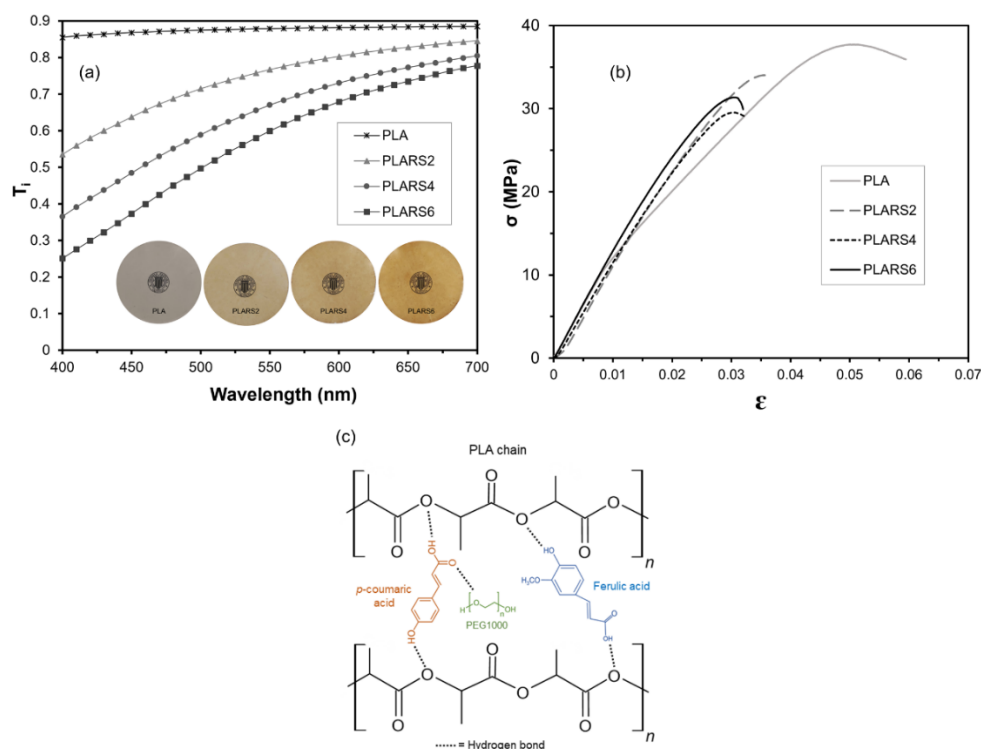 (a)
0.9
0.8
0.7
0.6
0.5
0.4
0.3
0.2
0.1
0
Ti
PLA
PLARS2
PLARS4
PLARS6
PLA
PLARS2
PLARS4
PLARS6
400 450 500 550 600 650 700
Wavelength (nm)
(b)
40
30
20
10
0
σ (MPa)
PLA
PLARS2
PLARS4
PLARS6
0 0.01 0.02 0.03 0.04 0.05 0.06 0.07
ε
(c)
PLA chain
O O O
O O O
O O n
OH
O
HO
H₃CO
p-coumaric
acid
H O OH
n
PEG1000
Ferulic acid
O
OH
HO
O O
O O O
O O O
n
= Hydrogen bond